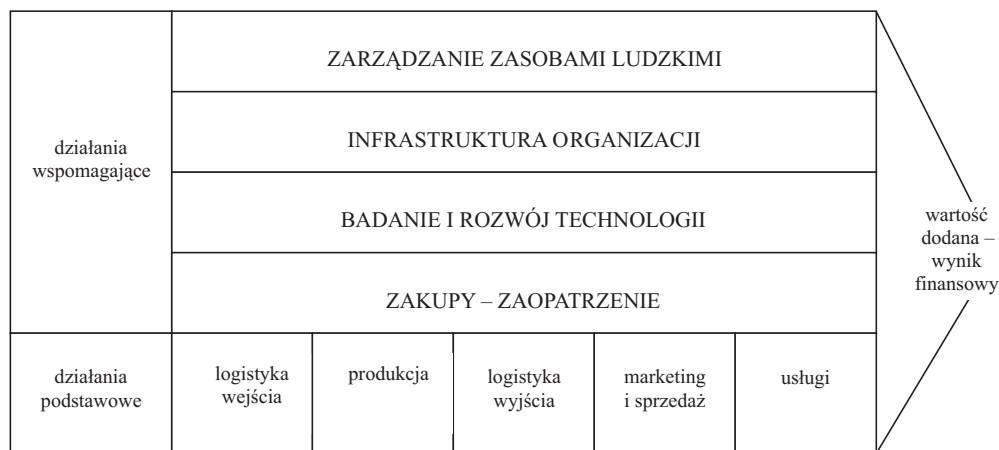 ZARZĄDZANIE ZASOBAMI LUDZKIMI
INFRASTRUKTURA ORGANIZACJI
działania
wspomagające
BADANIE I ROZWÓJ TECHNOLOGII
wartość
dodana –
wynik
finansowy
ZAKUPY – ZAOPATRZENIE
działania
podstawowe
logistyka
wejścia
produkcja
logistyka
wyjścia
marketing
i sprzedaż
usługi